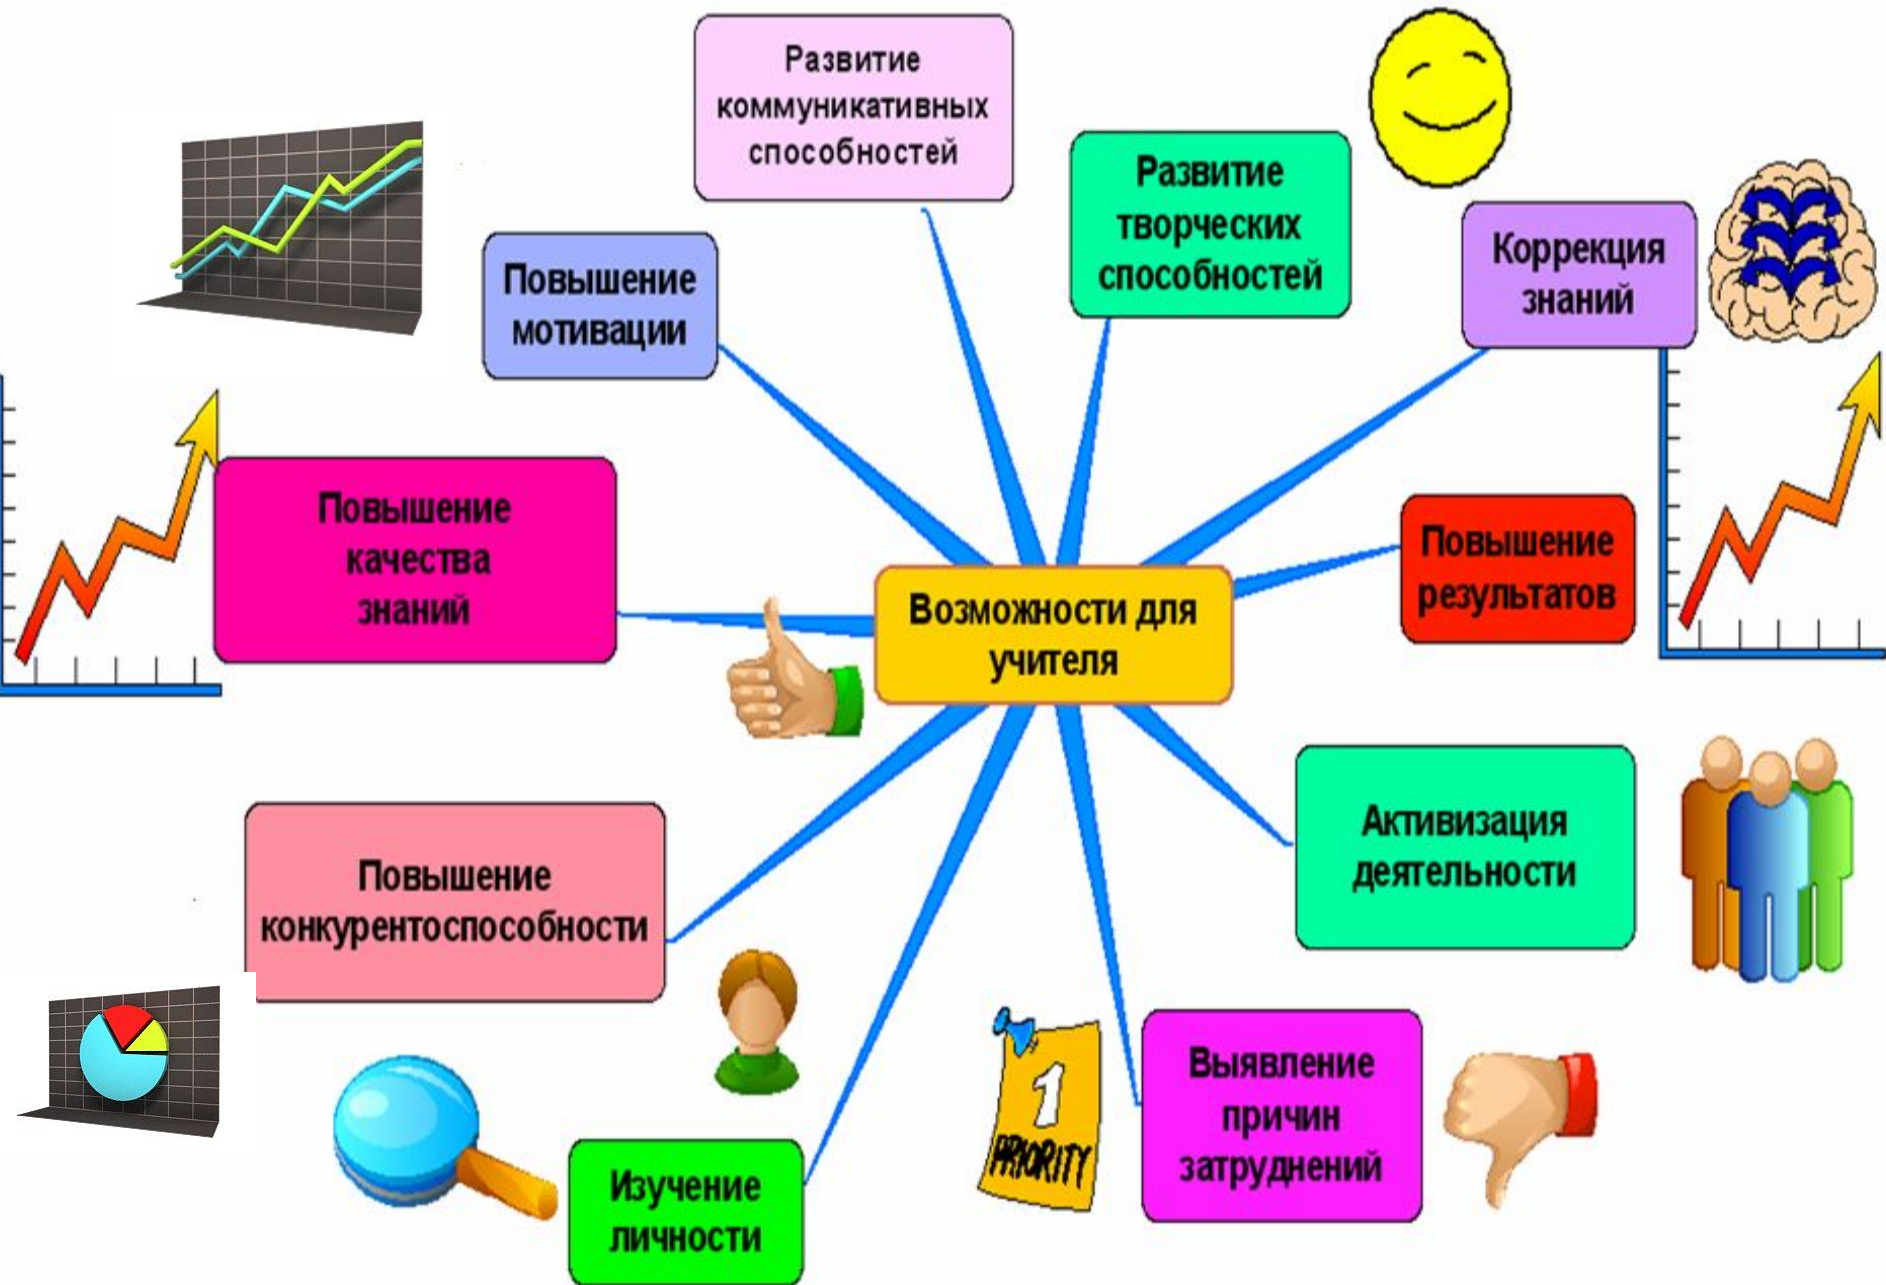 Развитие
коммуникативных
способностей
Развитие
творческих
способностей
Коррекция
знаний
Повышение
мотивации
Повышение
качества
знаний
Повышение
результатов
Возможности для
учителя
Активизация
деятельности
Повышение
конкурентоспособности
Выявление
причин
затруднений
1
PRIORITY
Изучение
личности